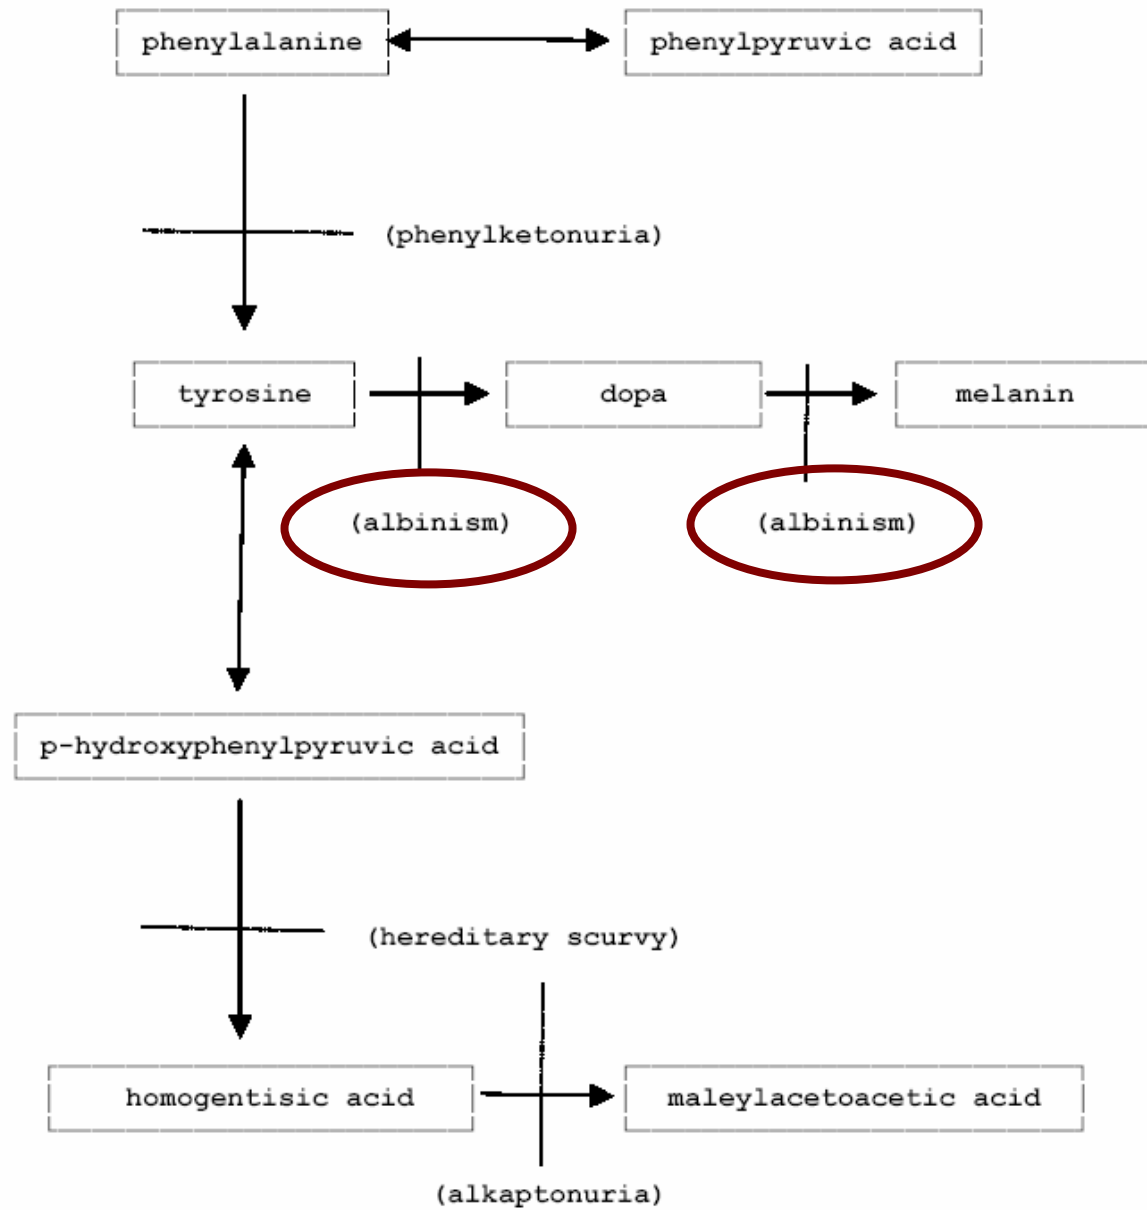 phenylalanine
phenylpyruvic acid
(phenylketonuria)
tyrosine
dopa
melanin
(albinism)
(albinism)
p-hydroxyphenylpyruvic acid
(hereditary scurvy)
homogentisic acid
maleylacetoacetic acid
(alkaptonuria)